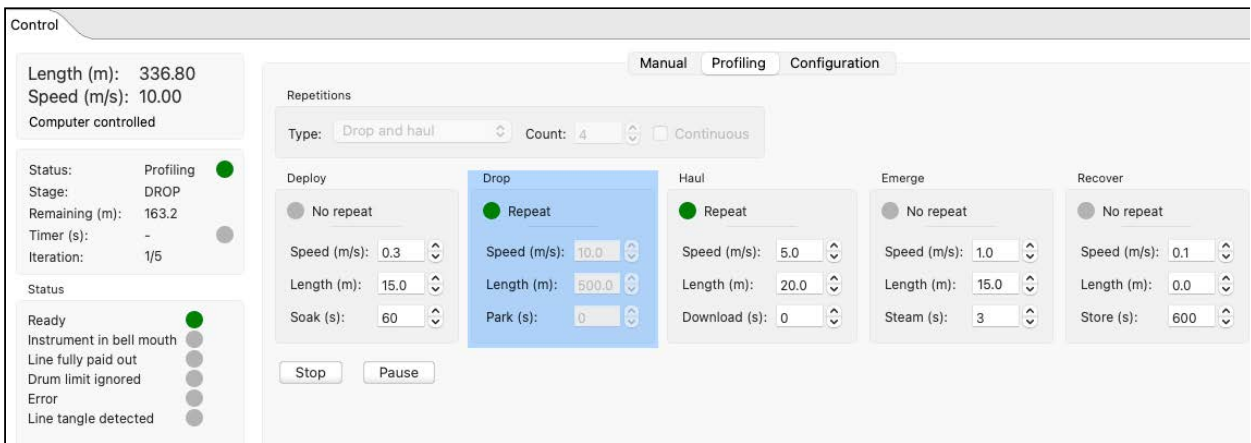 Control
Length (m): 336.80
Speed (m/s): 10.00
Computer controlled
Status: Profiling
Stage: DROP
Remaining (m): 163.2
Timer (s): -
Iteration: 1/5
Status
Ready
Instrument in bell mouth
Line fully paid out
Drum limit ignored
Error
Line tangle detected
Manual Profiling Configuration
Repetitions
Type: Drop and haul Count: 4 Continuous
Deploy
No repeat
Speed (m/s): 0.3
Length (m): 15.0
Soak (s): 60
Drop
Repeat
Speed (m/s): 10.0
Length (m): 500.0
Park (s): 0
Haul
Repeat
Speed (m/s): 5.0
Length (m): 20.0
Download (s): 0
Emerge
No repeat
Speed (m/s): 1.0
Length (m): 15.0
Steam (s): 3
Recover
No repeat
Speed (m/s): 0.1
Length (m): 0.0
Store (s): 600
Stop Pause